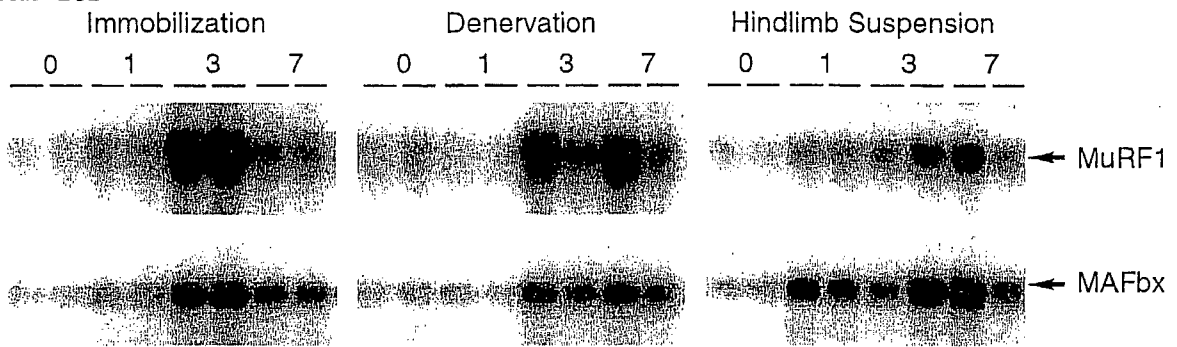 Immobilization Denervation Hindlimb Suspension
0 1 3 7 0 1 3 7 0 1 3 7
MuRF1
MAFbx